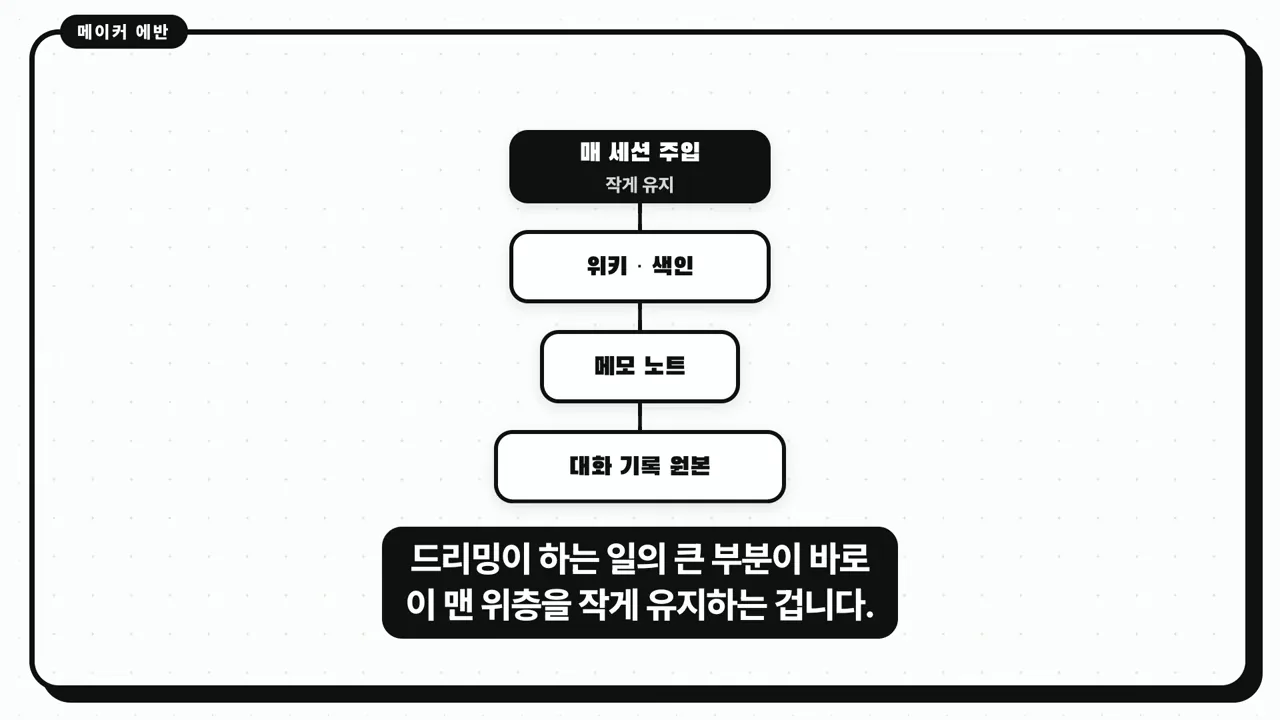 메이커 에반
매 세션 주입
작게 유지
위키 · 색인
메모 노트
대화 기록 원본
드리밍이 하는 일의 큰 부분이 바로
이 맨 위층을 작게 유지하는 겁니다.